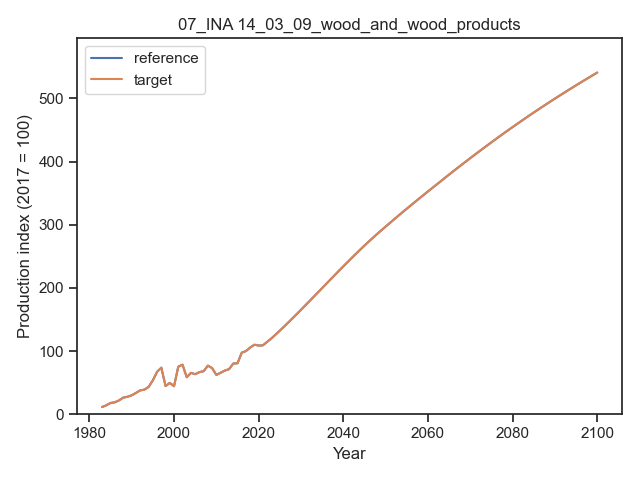 07_INA 14_03_09_wood_and_wood_products
reference
target
Production index (2017 = 100)
500
400
300
200
100
0
1980 2000 2020 2040 2060 2080 2100
Year